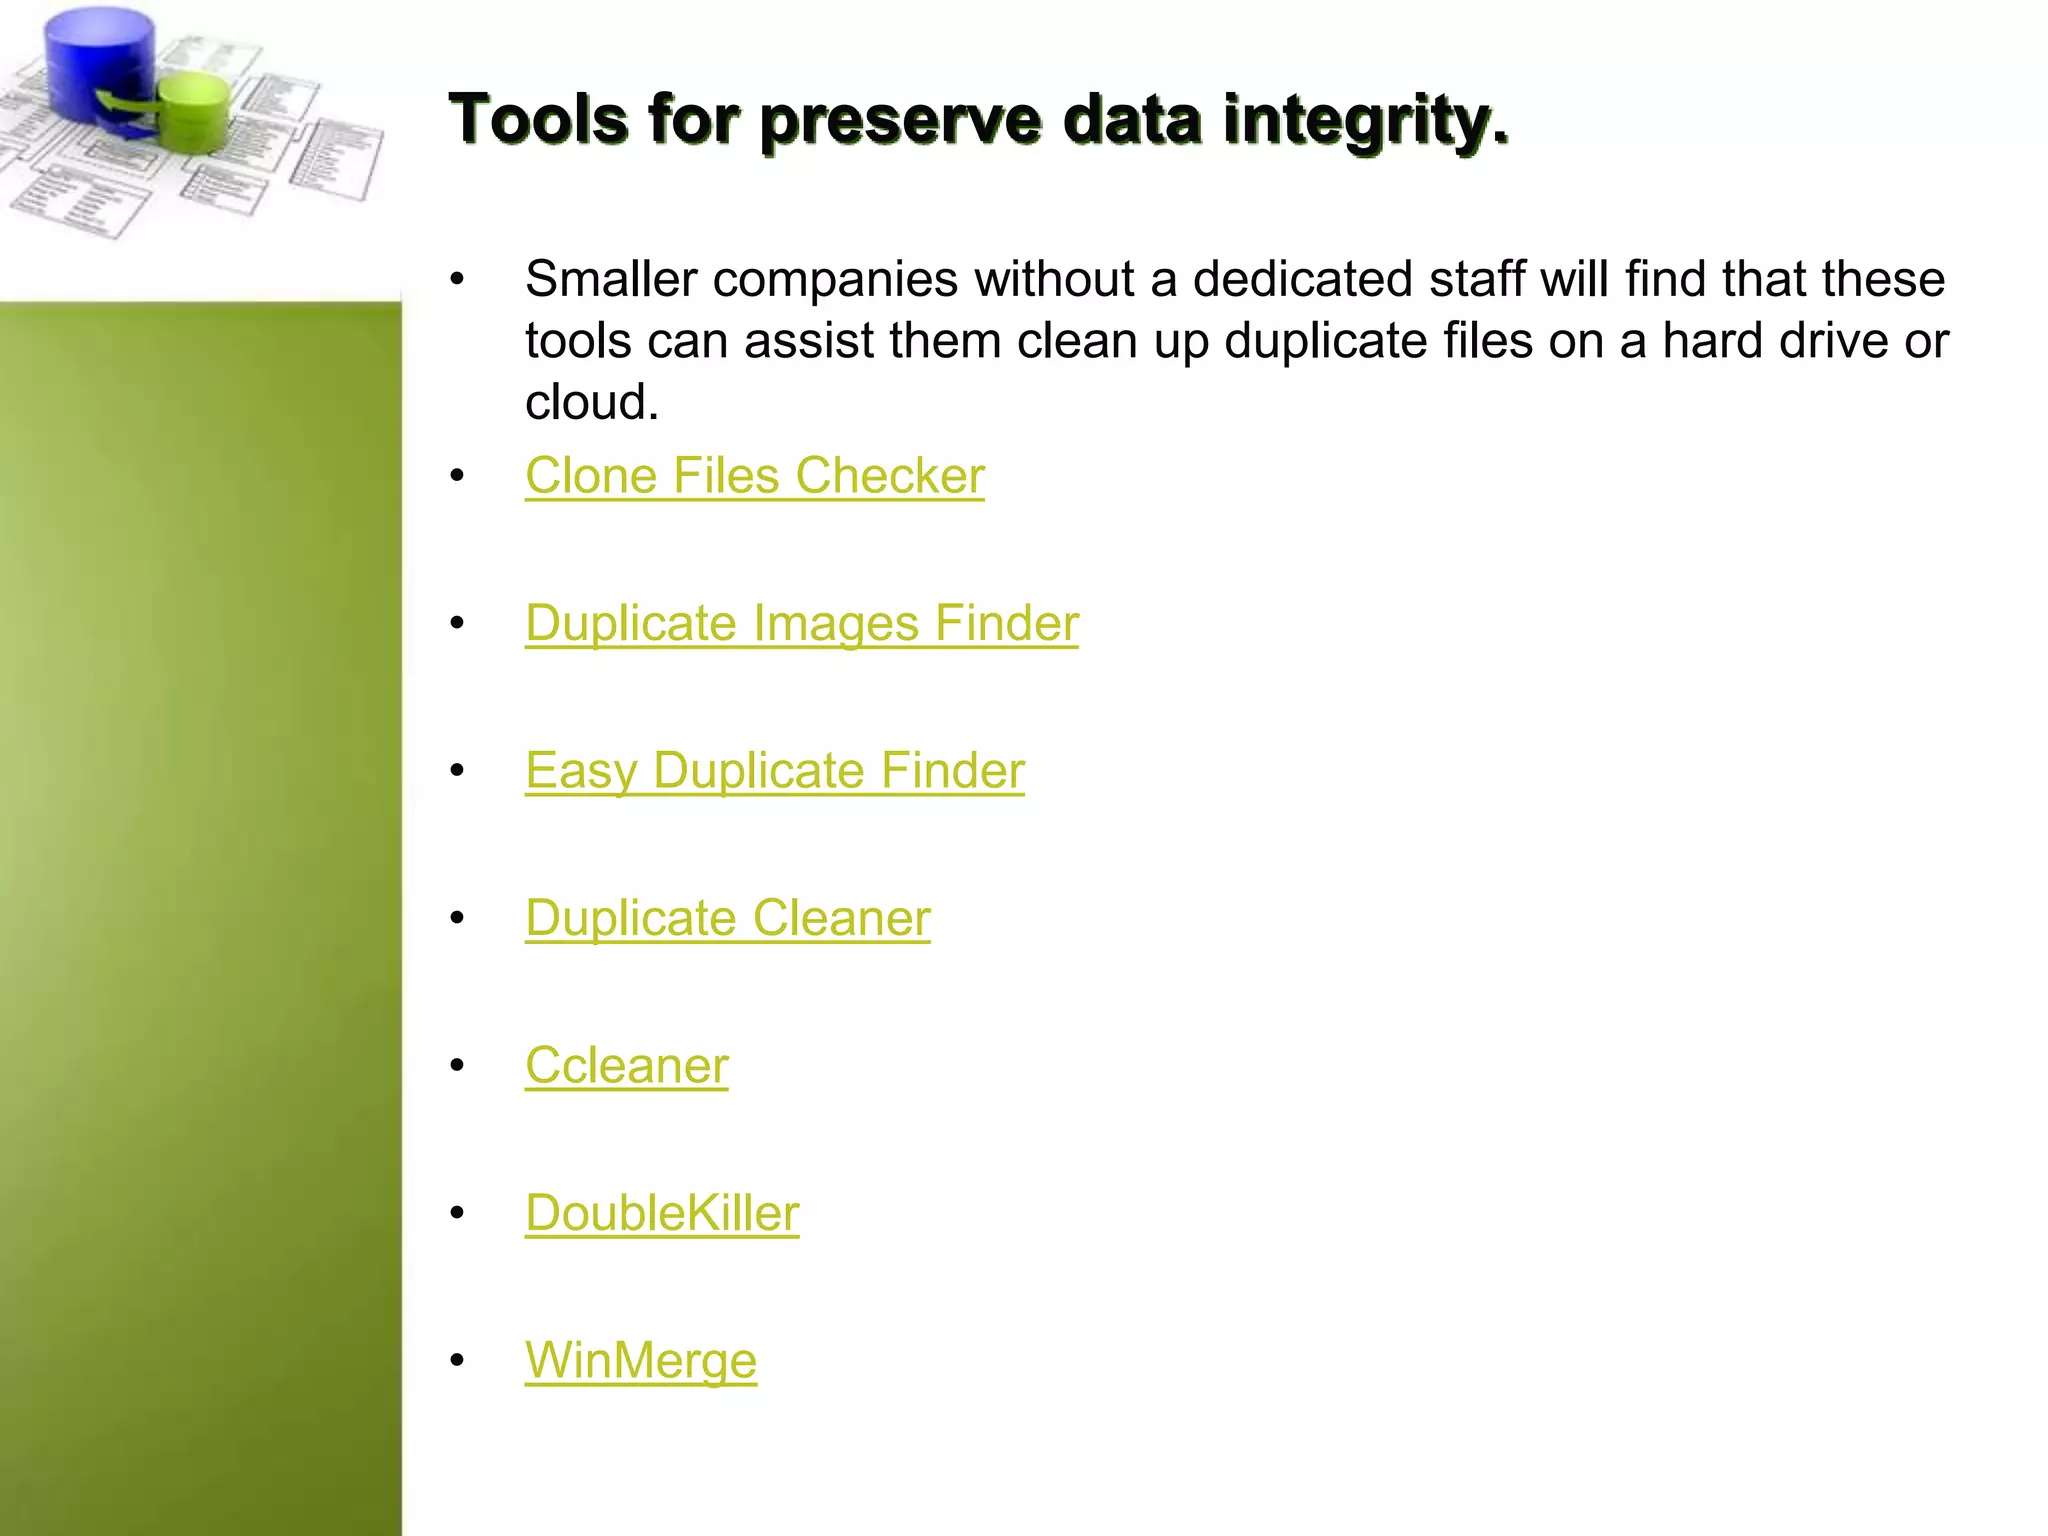 Tools for preserve data integrity.
• Smaller companies without a dedicated staff will find that these
tools can assist them clean up duplicate files on a hard drive or
cloud.
• Clone Files Checker
• Duplicate Images Finder
• Easy Duplicate Finder
• Duplicate Cleaner
• Ccleaner
• DoubleKiller
• WinMerge